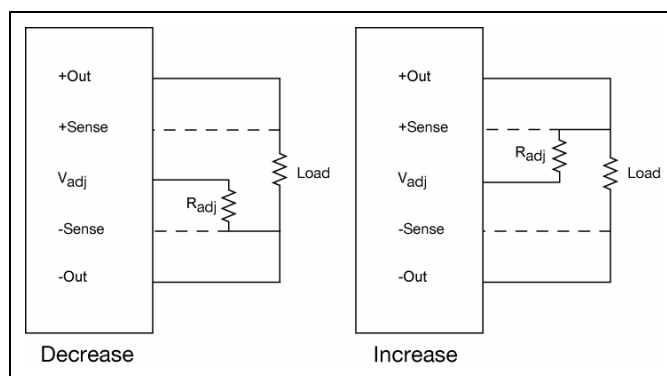 +Out
+Sense
Vadj
-Sense
-Out
Radj
Load
Decrease
+Out
+Sense
Vadj
-Sense
-Out
Radj
Load
Increase